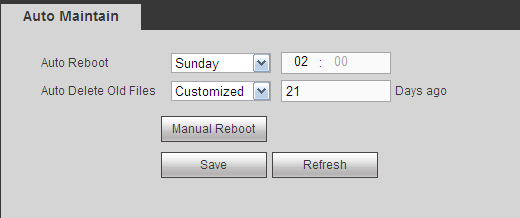 Auto Maintain
Auto Reboot Sunday 02 : 00
Auto Delete Old Files Customized 21 Days ago
Manual Reboot
Save Refresh